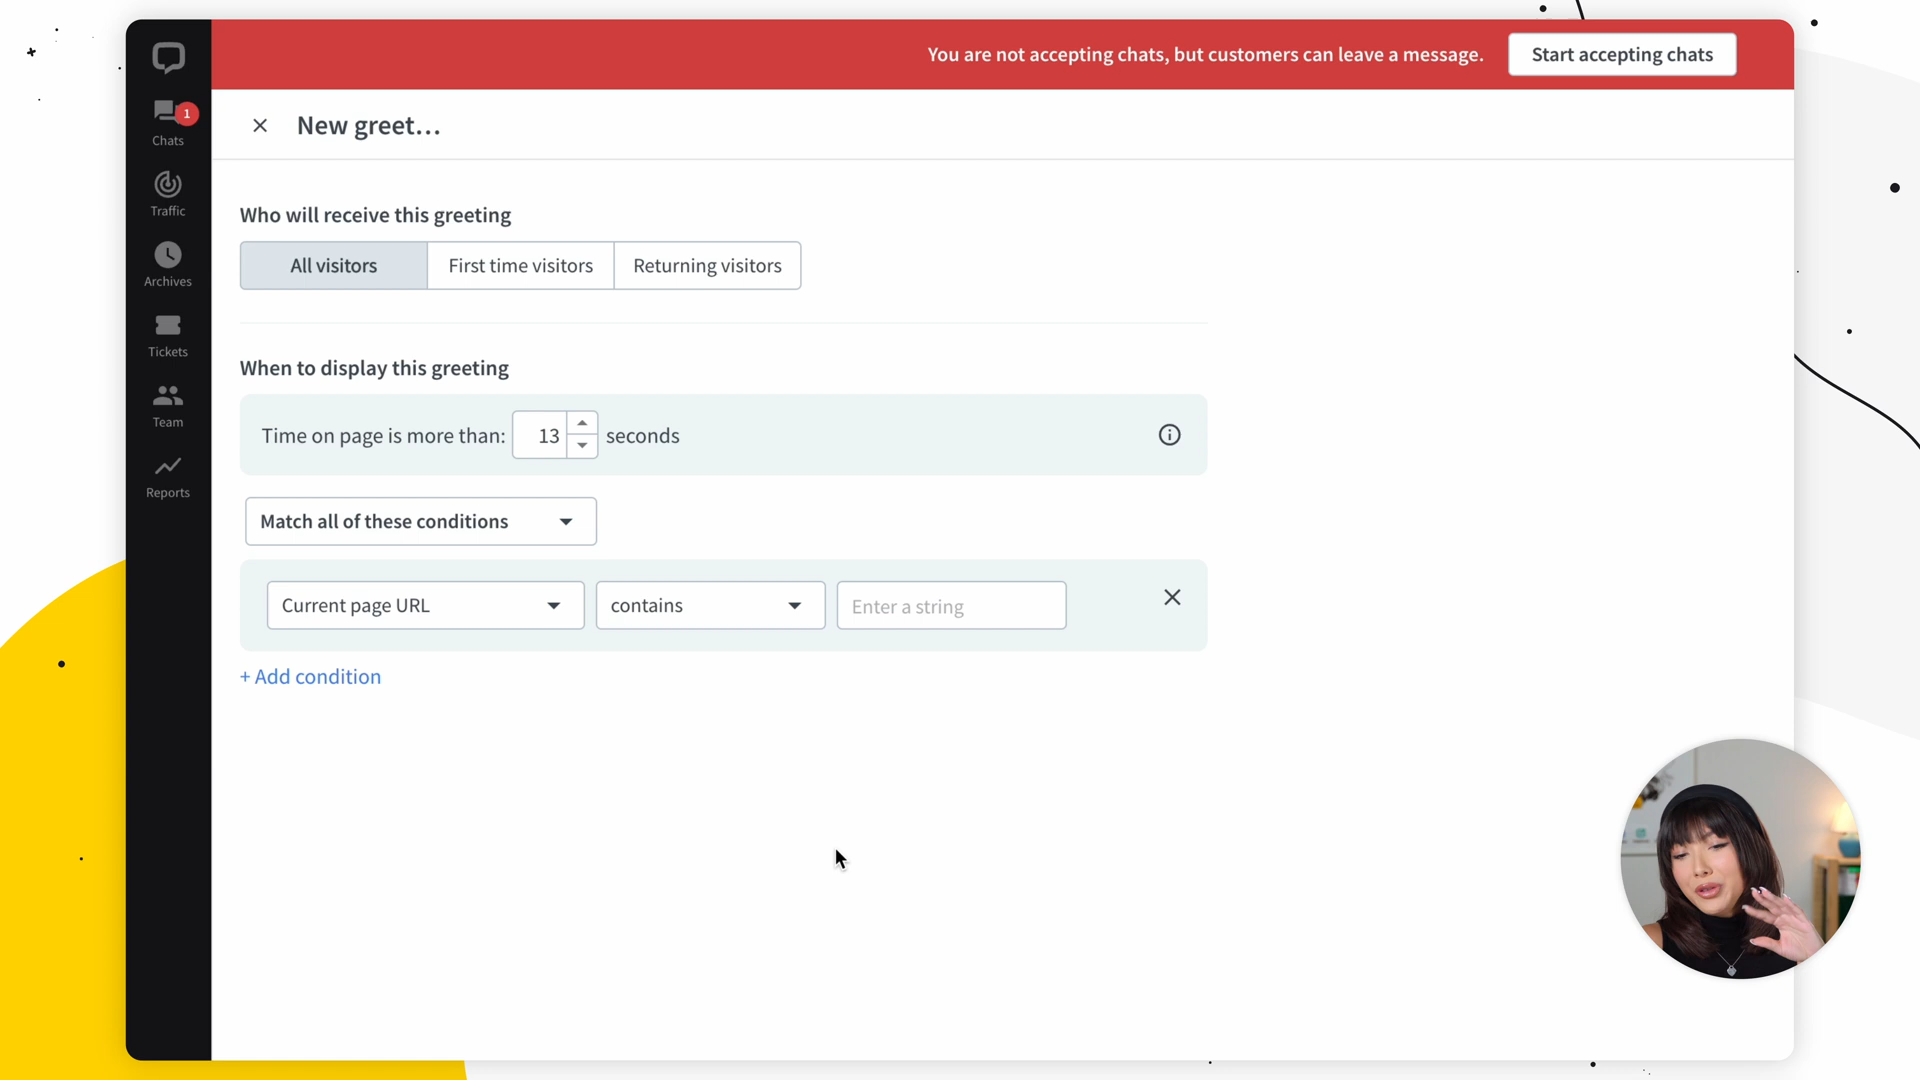 You are not accepting chats, but customers can leave a message.
Start accepting chats
1
Chats
Traffic
Archives
Tickets
Team
Reports
New greet...
Who will receive this greeting
All visitors
First time visitors
Returning visitors
When to display this greeting
Time on page is more than: 13 seconds
Match all of these conditions
Current page URL
contains
Enter a string
+ Add condition